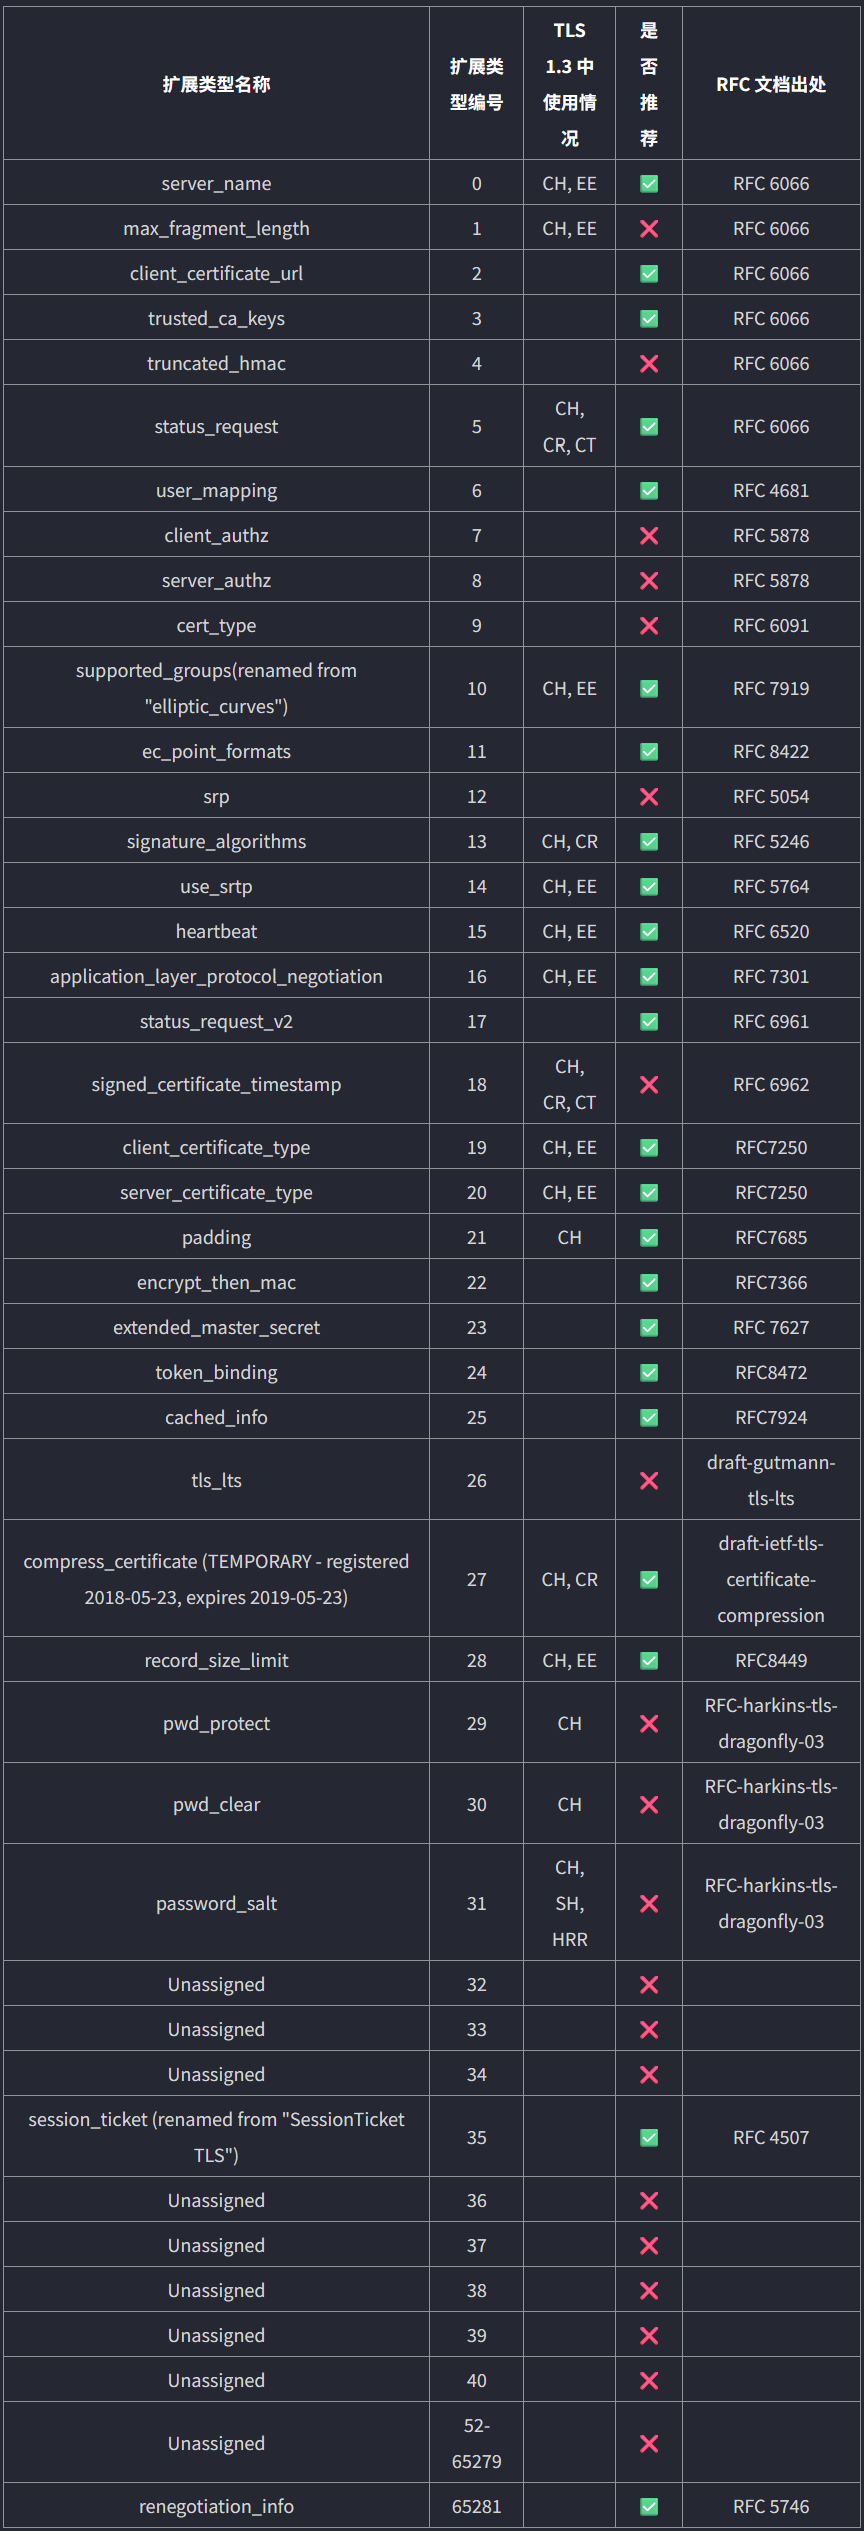 扩展类型名称 扩展类型编号 TLS 1.3 中使用情况 是否推荐 RFC 文档出处
server_name 0 CH, EE ✅ RFC 6066
max_fragment_length 1 CH, EE ❌ RFC 6066
client_certificate_url 2 ✅ RFC 6066
trusted_ca_keys 3 ✅ RFC 6066
truncated_hmac 4 ❌ RFC 6066
status_request 5 CH, CR, CT ✅ RFC 6066
user_mapping 6 ✅ RFC 4681
client_authz 7 ❌ RFC 5878
server_authz 8 ❌ RFC 5878
cert_type 9 ❌ RFC 6091
supported_groups(renamed from "elliptic_curves") 10 CH, EE ✅ RFC 7919
ec_point_formats 11 ✅ RFC 8422
srp 12 ❌ RFC 5054
signature_algorithms 13 CH, CR ✅ RFC 5246
use_srtp 14 CH, EE ✅ RFC 5764
heartbeat 15 CH, EE ✅ RFC 6520
application_layer_protocol_negotiation 16 CH, EE ✅ RFC 7301
status_request_v2 17 ✅ RFC 6961
signed_certificate_timestamp 18 CH, CR, CT ❌ RFC 6962
client_certificate_type 19 CH, EE ✅ RFC7250
server_certificate_type 20 CH, EE ✅ RFC7250
padding 21 CH ✅ RFC7685
encrypt_then_mac 22 ✅ RFC7366
extended_master_secret 23 ✅ RFC 7627
token_binding 24 ✅ RFC8472
cached_info 25 ✅ RFC7924
tls_lts 26 ❌ draft-gutmann-tls-lts
compress_certificate (TEMPORARY - registered 2018-05-23, expires 2019-05-23) 27 CH, CR ✅ draft-ietf-tls-certificate-compression
record_size_limit 28 CH, EE ✅ RFC8449
pwd_protect 29 CH ❌ RFC-harkins-tls-dragonfly-03
pwd_clear 30 CH ❌ RFC-harkins-tls-dragonfly-03
password_salt 31 CH, SH, HRR ❌ RFC-harkins-tls-dragonfly-03
Unassigned 32 ❌
Unassigned 33 ❌
Unassigned 34 ❌
session_ticket (renamed from "SessionTicket TLS") 35 ✅ RFC 4507
Unassigned 36 ❌
Unassigned 37 ❌
Unassigned 38 ❌
Unassigned 39 ❌
Unassigned 40 ❌
Unassigned 52-65279 ❌
renegotiation_info 65281 ✅ RFC 5746